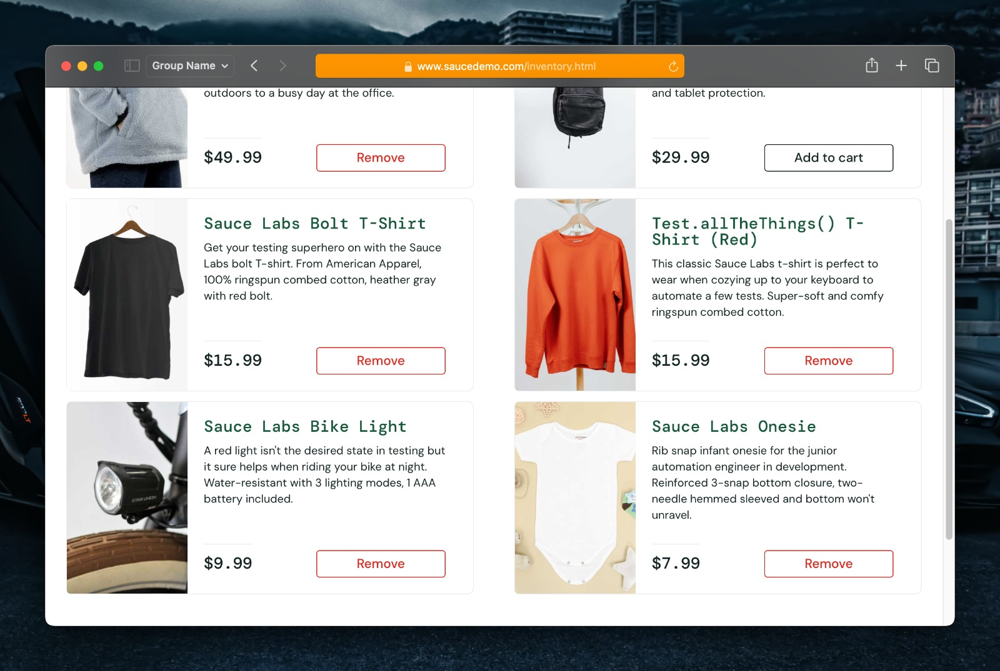 Group Name
www.saucedemo.com/inventory.html
outdoors to a busy day at the office.
$49.99
Remove
and tablet protection.
$29.99
Add to cart
Sauce Labs Bolt T-Shirt
Get your testing superhero on with the Sauce
Labs bolt T-shirt. From American Apparel,
100% ringspun combed cotton, heather gray
with red bolt.
$15.99
Remove
Test.allTheThings() T-
Shirt (Red)
This classic Sauce Labs t-shirt is perfect to
wear when cozying up to your keyboard to
automate a few tests. Super-soft and comfy
ringspun combed cotton.
$15.99
Remove
Sauce Labs Bike Light
A red light isn't the desired state in testing but
it sure helps when riding your bike at night.
Water-resistant with 3 lighting modes, 1 AAA
battery included.
$9.99
Remove
STAR UNION
Sauce Labs Onesie
Rib snap infant onesie for the junior
automation engineer in development.
Reinforced 3-snap bottom closure, two-
needle hemmed sleeved and bottom won't
unravel.
$7.99
Remove